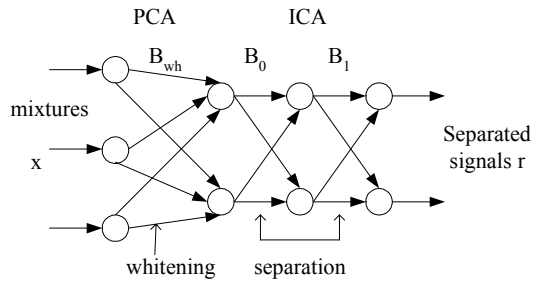 PCA ICA
B_wh B_0 B_1
mixtures
x
Separated
signals r
whitening separation